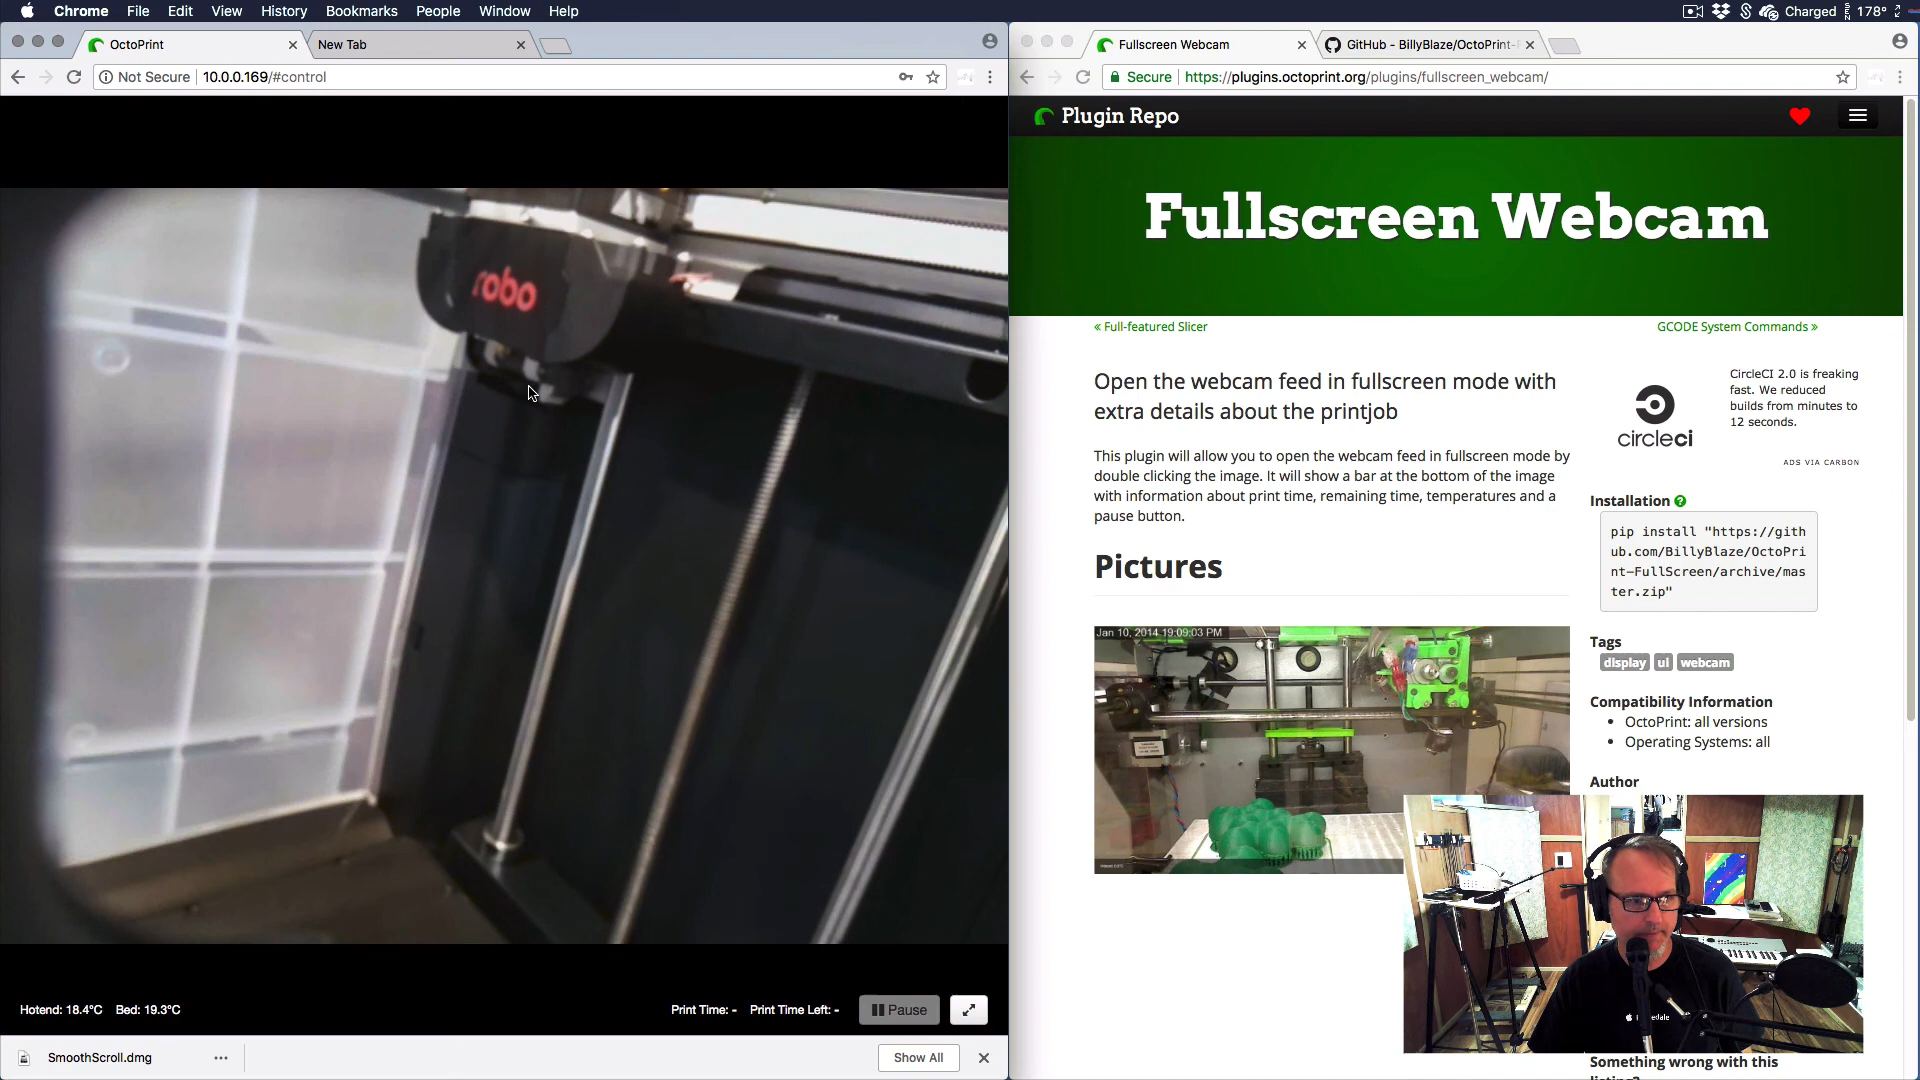 Chrome File Edit View History Bookmarks People Window Help
Charged
178°
OctoPrint
New Tab
Not Secure
10.0.0.169/#control
robo
Hotend: 18.4°C Bed: 19.3°C
Print Time: - Print Time Left: -
Pause
SmoothScroll.dmg
Show All
Fullscreen Webcam
GitHub - BillyBlaze/OctoPrint-F
Secure
https://plugins.octoprint.org/plugins/fullscreen_webcam/
Plugin Repo
Fullscreen Webcam
« Full-featured Slicer
GCODE System Commands »
Open the webcam feed in fullscreen mode with
extra details about the printjob
This plugin will allow you to open the webcam feed in fullscreen mode by
double clicking the image. It will show a bar at the bottom of the image
with information about print time, remaining time, temperatures and a
pause button.
Pictures
Jan 10, 2014 19:09:03 PM
circleci
CircleCI 2.0 is freaking
fast. We reduced
builds from minutes to
12 seconds.
ADS VIA CARBON
Installation
pip install "https://gith
ub.com/BillyBlaze/OctoPri
nt-FullScreen/archive/mas
ter.zip"
Tags
display ui webcam
Compatibility Information
OctoPrint: all versions
Operating Systems: all
Author
Something wrong with this
listing?